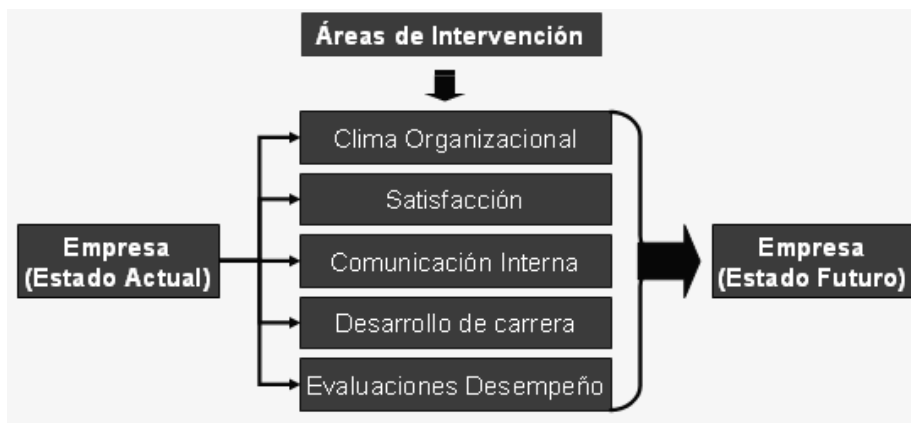 Áreas de Intervención
Clima Organizacional
Satisfacción
Empresa
(Estado Actual)
Comunicación Interna
Empresa
(Estado Futuro)
Desarrollo de carrera
Evaluaciones Desempeño